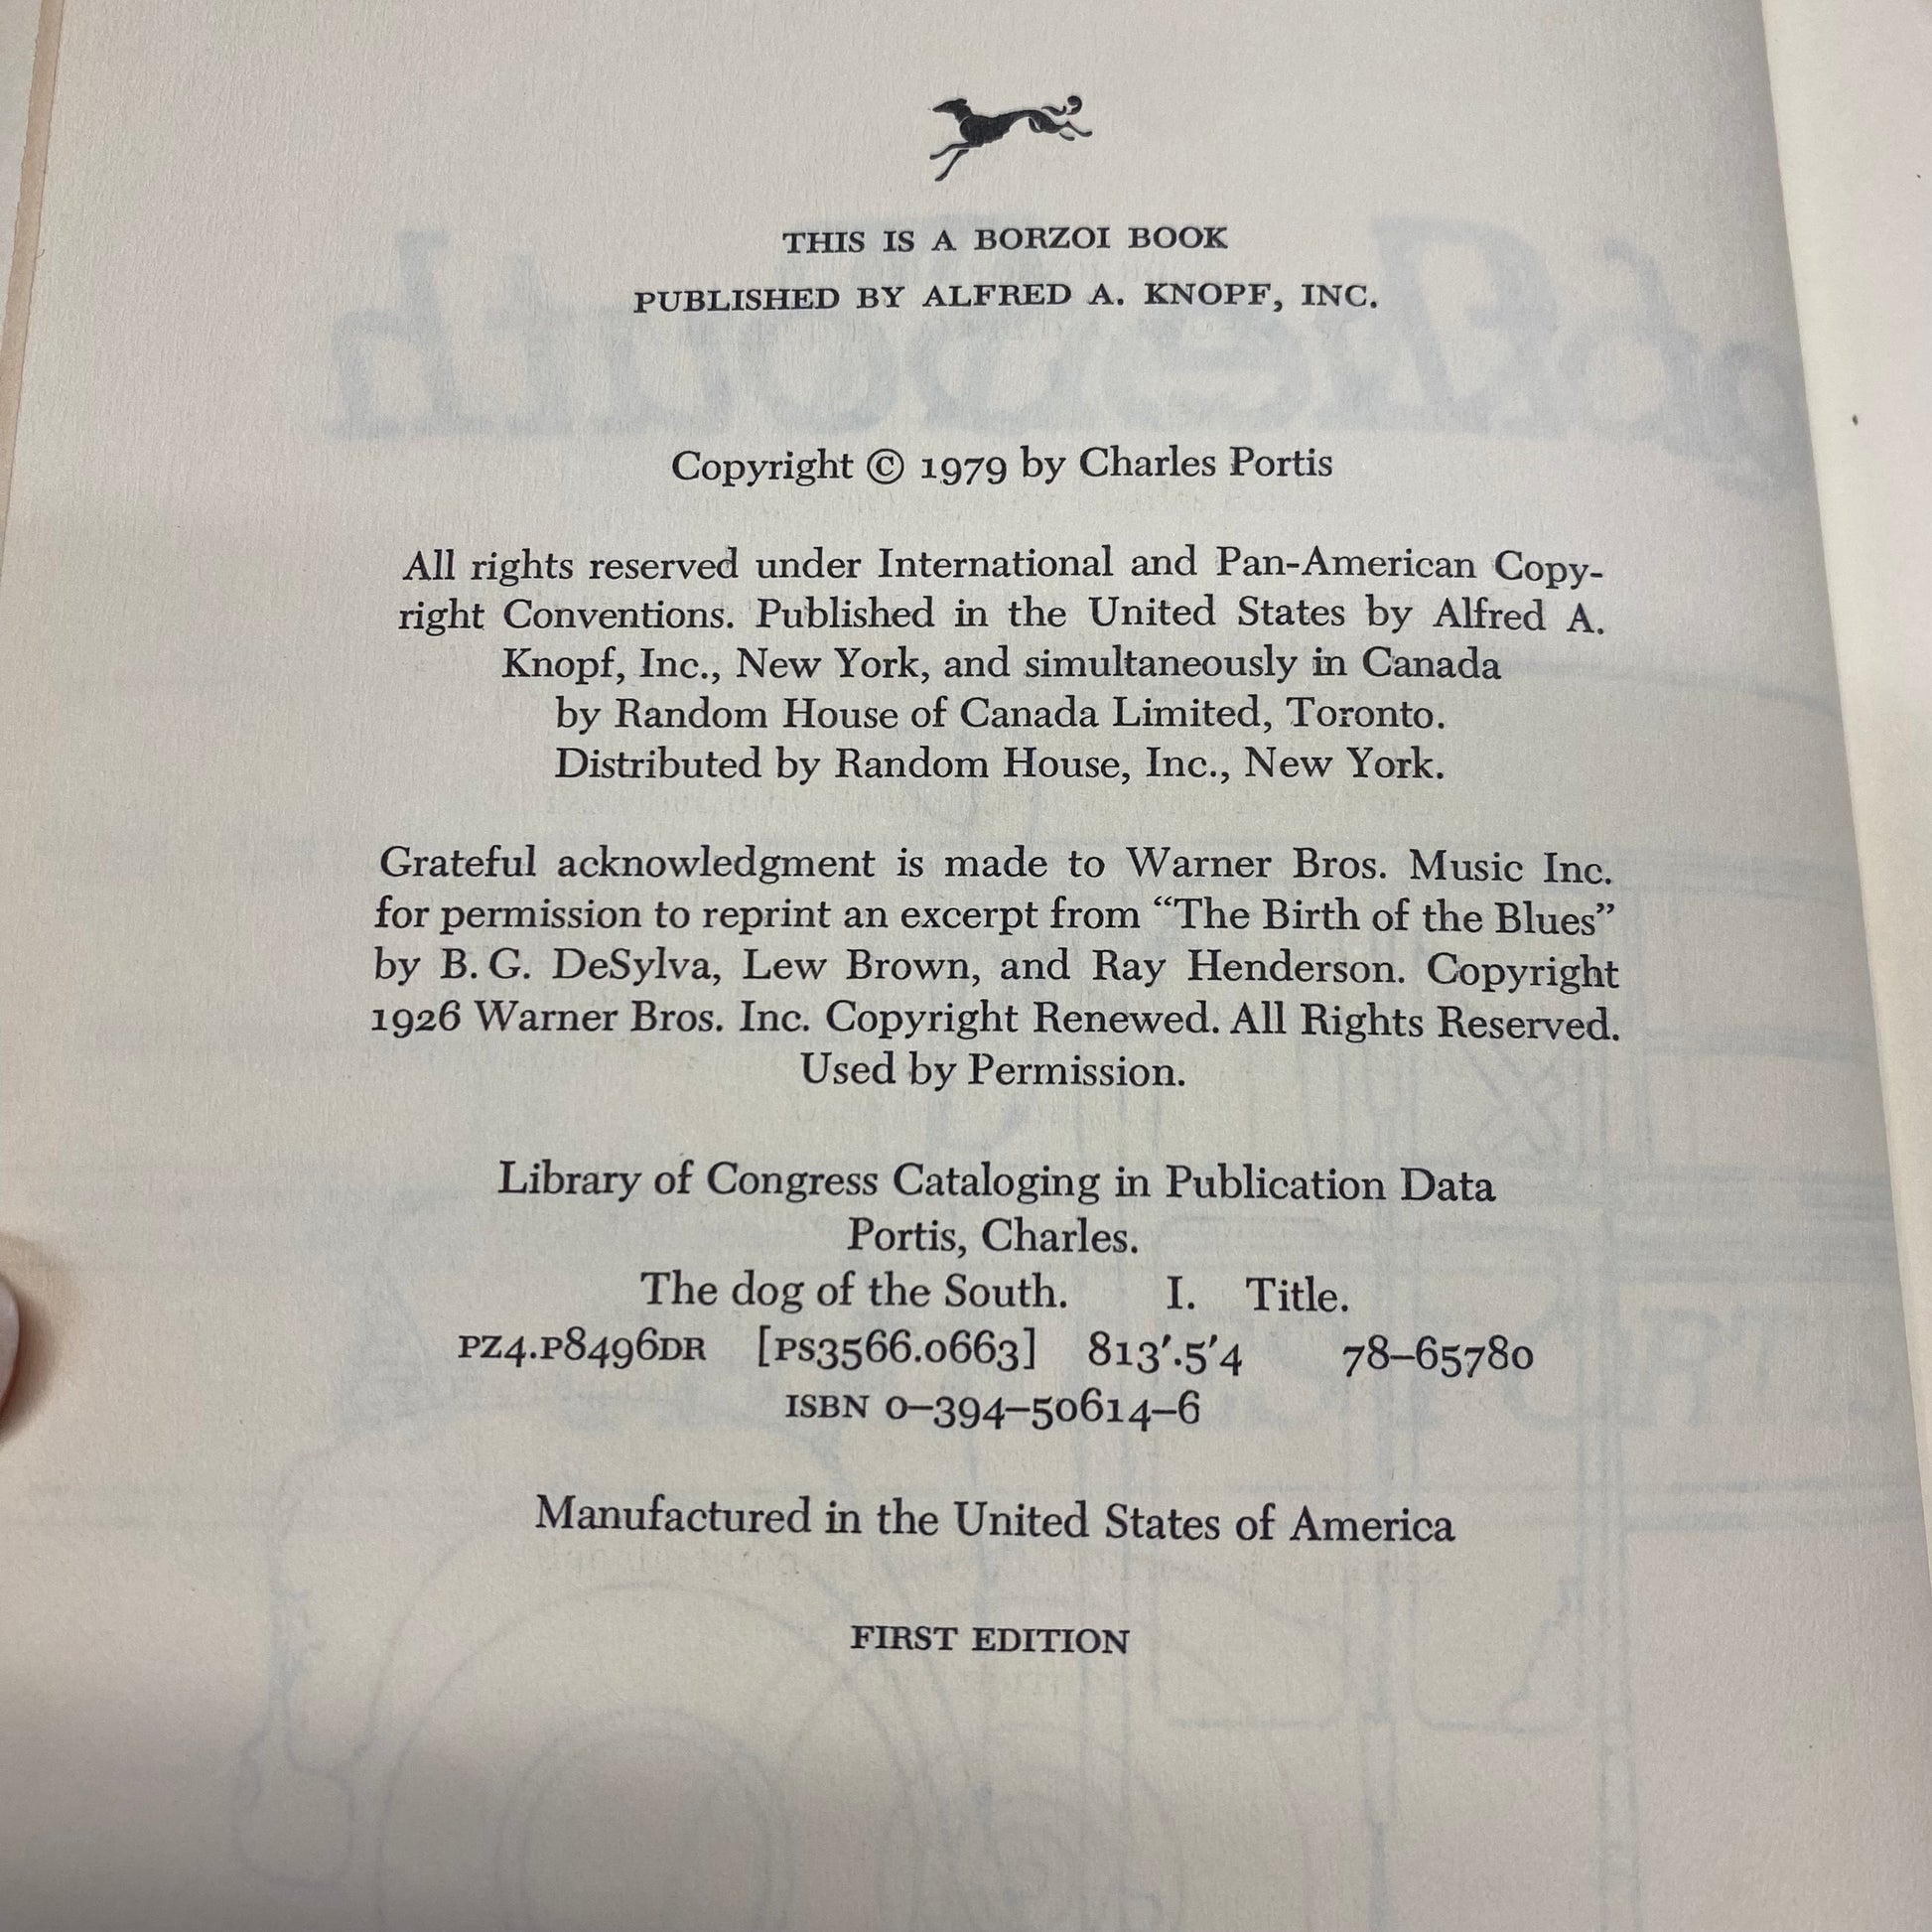 THIS IS A BORZOI BOOK
PUBLISHED BY ALFRED A. KNOPF, INC.
Copyright © 1979 by Charles Portis
All rights reserved under International and Pan-American Copy-
right Conventions. Published in the United States by Alfred A.
Knopf, Inc., New York, and simultaneously in Canada
by Random House of Canada Limited, Toronto.
Distributed by Random House, Inc., New York.
Grateful acknowledgment is made to Warner Bros. Music Inc.
for permission to reprint an excerpt from “The Birth of the Blues”
by B. G. DeSylva, Lew Brown, and Ray Henderson. Copyright
1926 Warner Bros. Inc. Copyright Renewed. All Rights Reserved.
Used by Permission.
Library of Congress Cataloging in Publication Data
Portis, Charles.
The dog of the South. I. Title.
PZ4.P8496DR [PS3566.O663] 813′.5′4 78–65780
ISBN 0–394–50614–6
Manufactured in the United States of America
FIRST EDITION